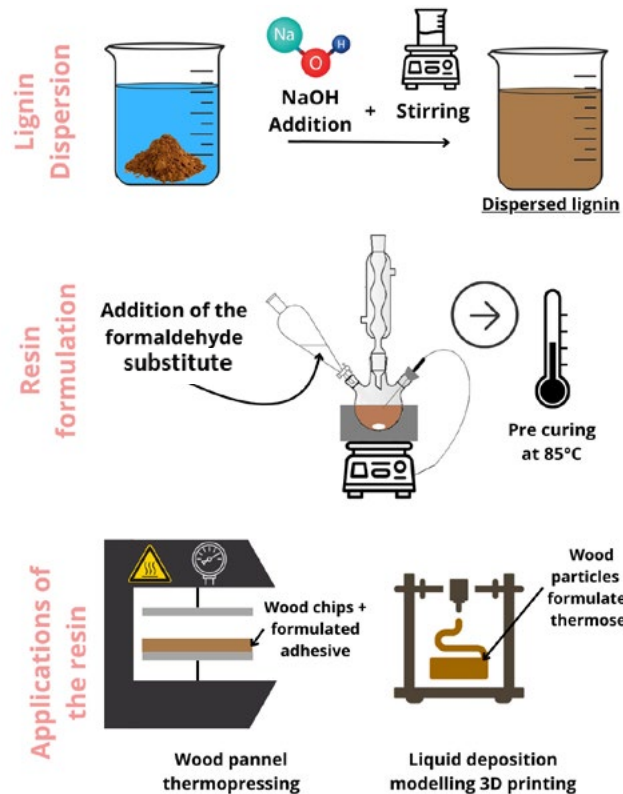 Lignin
Dispersion
Na
O
H
NaOH
Addition
+
Stirring
Dispersed lignin
Resin
formulation
Addition of the
formaldehyde
substitute
Pre curing
at 85°C
Applications of
the resin
Wood chips +
formulated
adhesive
Wood
particles
formulate
thermose
Wood pannel
thermopressing
Liquid deposition
modelling 3D printing